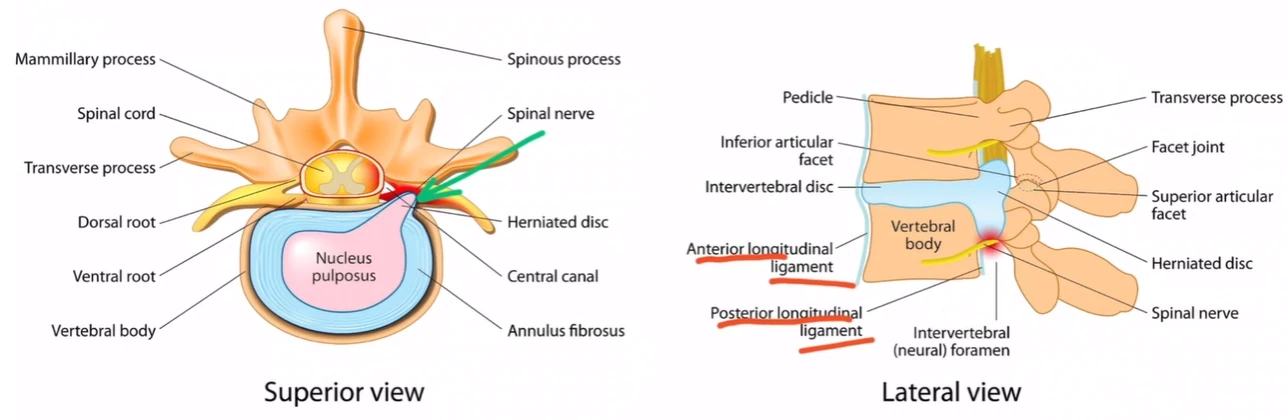 Mammillary process
Spinal cord
Transverse process
Dorsal root
Ventral root
Vertebral body
Spinous process
Spinal nerve
Herniated disc
Central canal
Annulus fibrosus
Nucleus
pulposus
Superior view
Pedicle
Inferior articular
facet
Intervertebral disc
Anterior longitudinal
ligament
Posterior longitudinal
ligament
Vertebral
body
Intervertebral
(neural) foramen
Transverse process
Facet joint
Superior articular
facet
Herniated disc
Spinal nerve
Lateral view